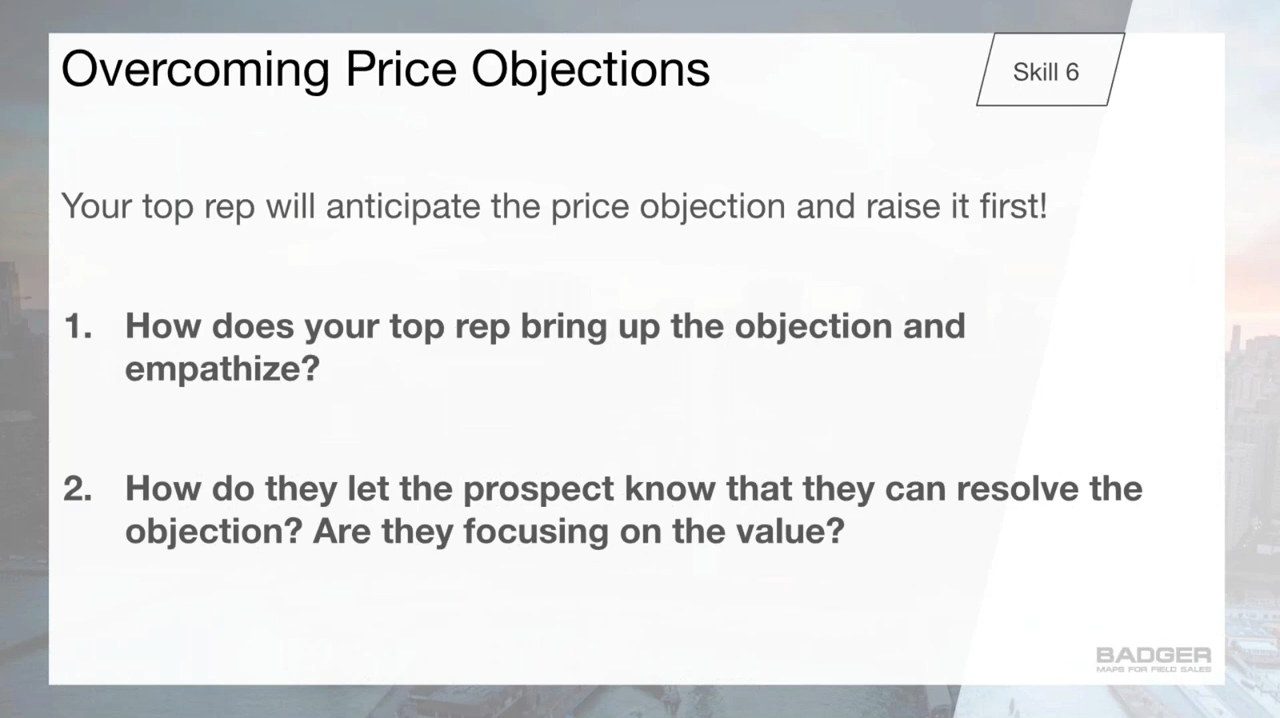 Overcoming Price Objections
Skill 6
Your top rep will anticipate the price objection and raise it first!
1. How does your top rep bring up the objection and
empathize?
2. How do they let the prospect know that they can resolve the
objection? Are they focusing on the value?
BADGER
MAPS FOR FIELD SALES